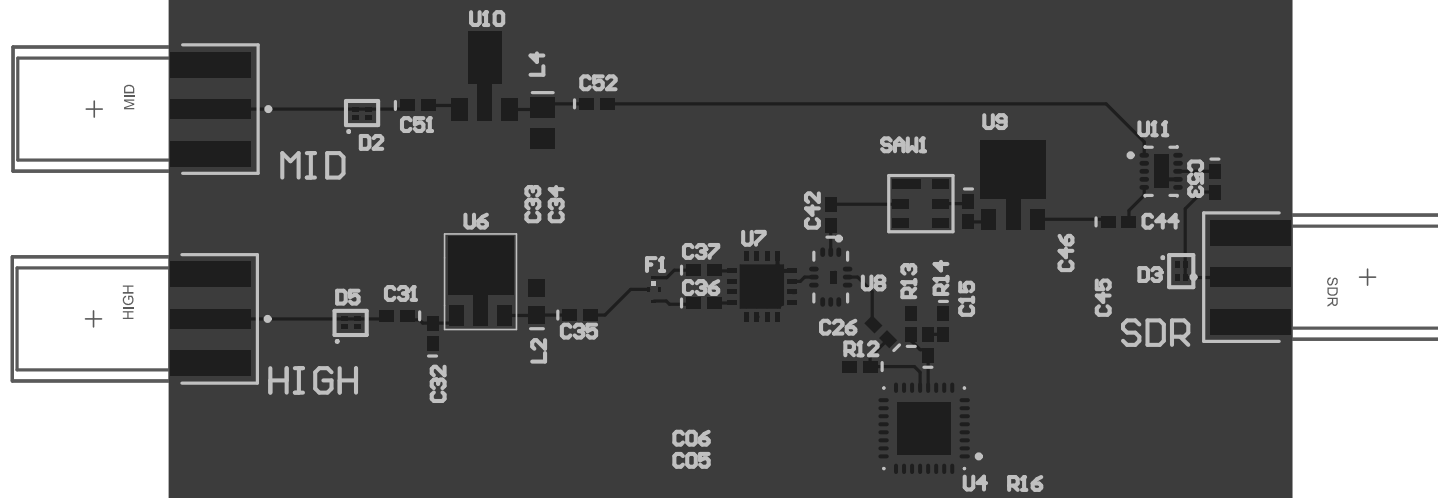 U10
L4
C52
MID
C51
D2
MID
U9
U11
SAW1
C53
C33
C34
C42
C44
U6
U7
C46
C37
F1
D3
C36
U8
R13
R14
C15
C45
SDR
HIGH
D5
C31
C35
C26
SDR
L2
R12
HIGH
C32
C06
C05
U4
R16